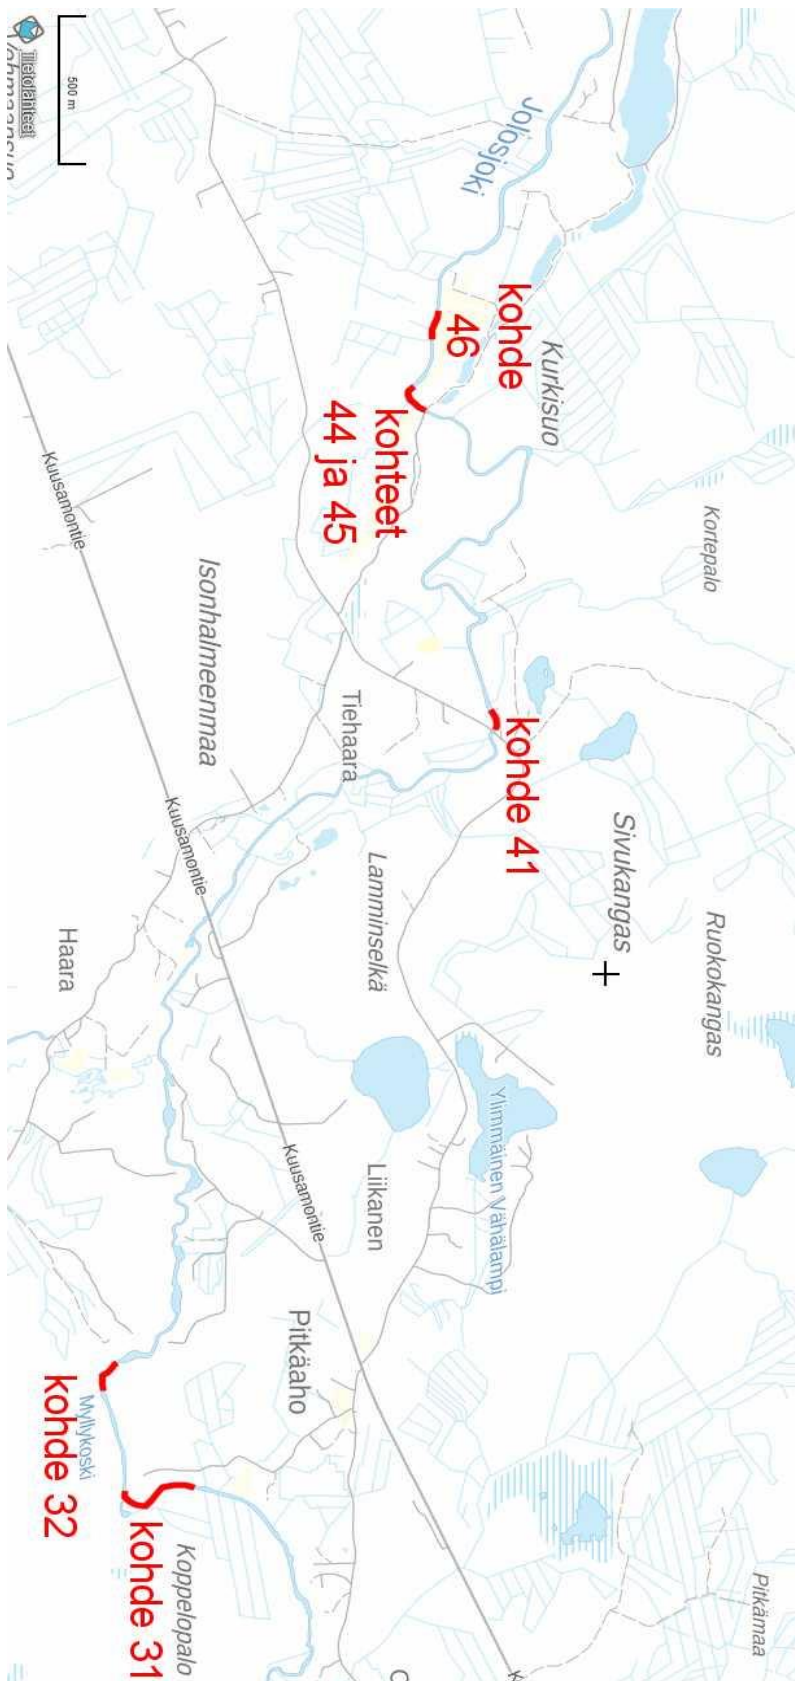 Pitkämaa
Kortepalo
Ruokokangas
Sivukangas
Kurkisuo
Jolosjoki
kohde
46
kohde 41
Ylimmäinen Vähälampi
kohteet
44 ja 45
Tiehaara
Lamminselkä
Liikanen
Pitkäaho
Kuusamontie
Isonhalmeenmaa
Kuusamontie
Koppelopalo
kohde 31
Myllykoski
kohde 32
Haara
Kuusamontie
500 m
Tietolähteet